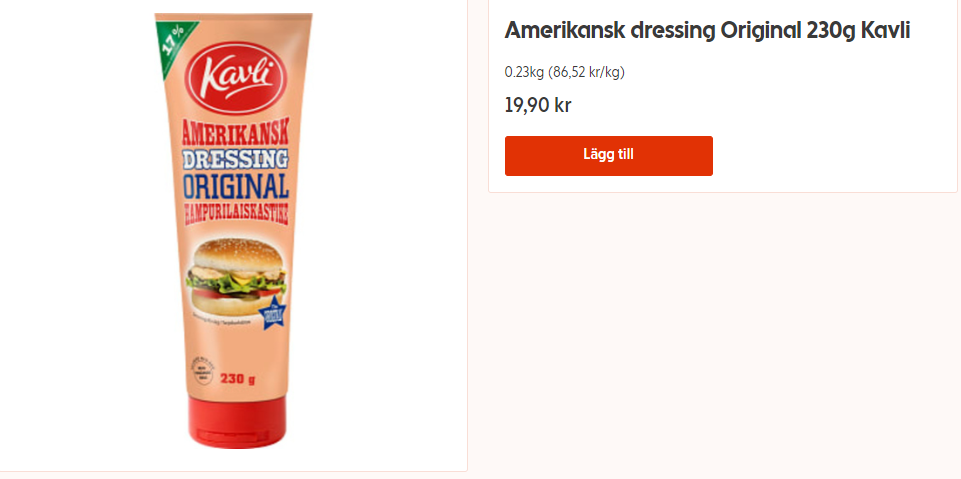 17%
Kavli
AMERIKANSK
DRESSING
ORIGINAL
HAMPURILAISKASTIKE
230 g
Amerikansk dressing Original 230g Kavli
0.23kg (86,52 kr/kg)
19,90 kr
Lägg till